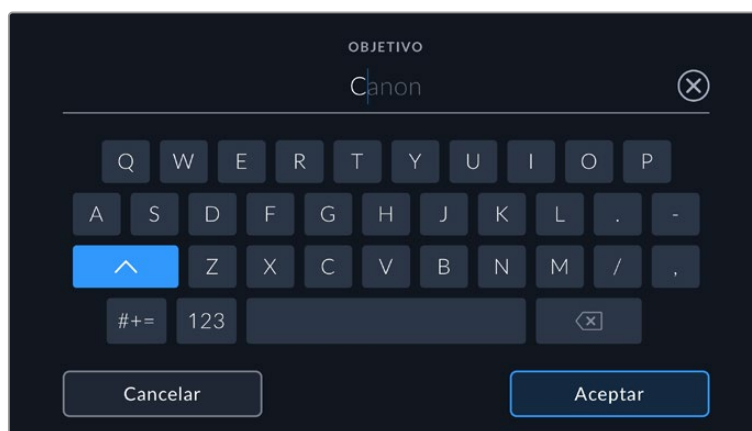 OBJETIVO
Canon
Q W E R T Y U I O P
A S D F G H J K L . -
Z X C V B N M / ,
#+= 123
Cancelar Aceptar